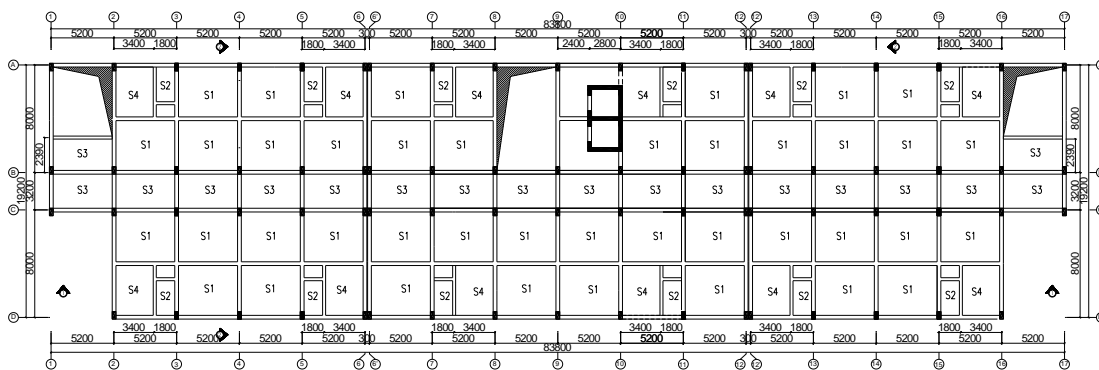 1 2 3 4 5 6 6' 7 8 9 10 11 12 12' 13 14 15 16 17
83800
5200 5200 5200 5200 5200 300 5200 5200 5200 5200 5200 5200 300 5200 5200 5200 5200 5200
3400 1800 1800 3400 1800 3400 2400 2800 3400 1800 3400 1800 1800 3400
A
S4 S2 S1 S1 S2 S4 S1 S2 S4 S4 S2 S1 S4 S2 S1 S1 S2 S4
8000 8000
S1 S1 S1 S1 S1 S1 S1 S1 S1 S1 S1 S1
S3 S3
2390 2390
B
S3 S3 S3 S3 S3 S3 S3 S3 S3 S3 S3 S3 S3 S3 S3 S3
19200 3200 3200 19200
C
S1 S1 S1 S1 S1 S1 S1 S1 S1 S1 S1 S1 S1 S1
8000 8000
S4 S2 S1 S1 S2 S4 S1 S2 S4 S1 S4 S2 S1 S4 S2 S1 S1 S2 S4
D
3400 1800 1800 3400 1800 3400 3400 1800 3400 1800 1800 3400
5200 5200 5200 5200 5200 300 5200 5200 5200 5200 5200 5200 300 5200 5200 5200 5200 5200
83800
1 2 3 4 5 6 6' 7 8 9 10 11 12 12' 13 14 15 16 17